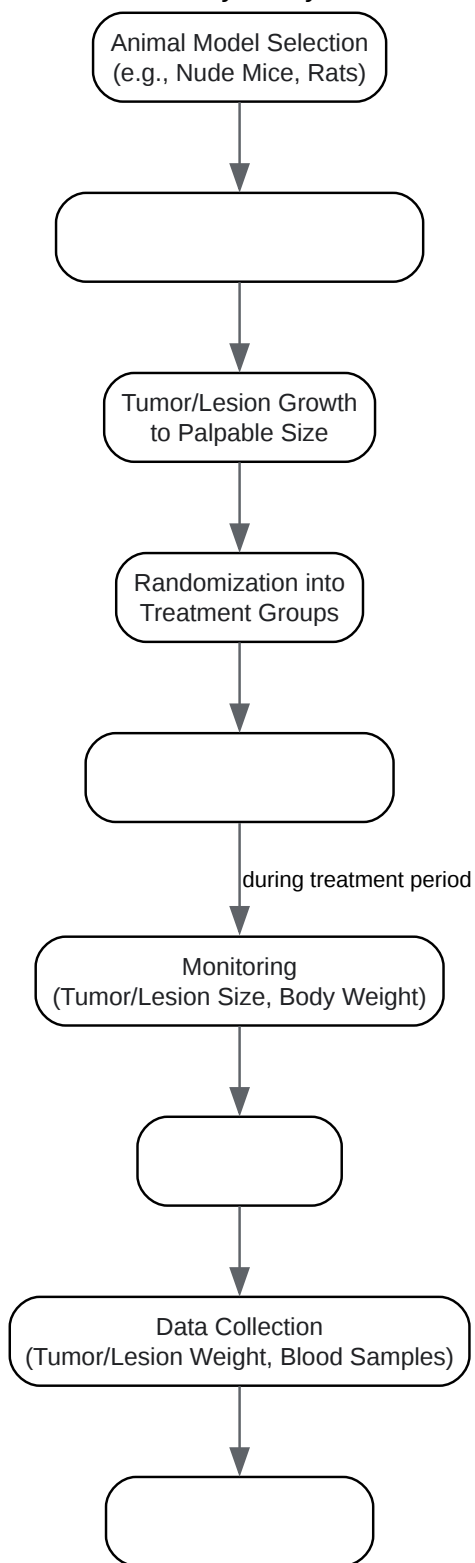 Animal Model Selection
(e.g., Nude Mice, Rats)
Tumor/Lesion Growth
to Palpable Size
Randomization into
Treatment Groups
during treatment period
Monitoring
(Tumor/Lesion Size, Body Weight)
Data Collection
(Tumor/Lesion Weight, Blood Samples)